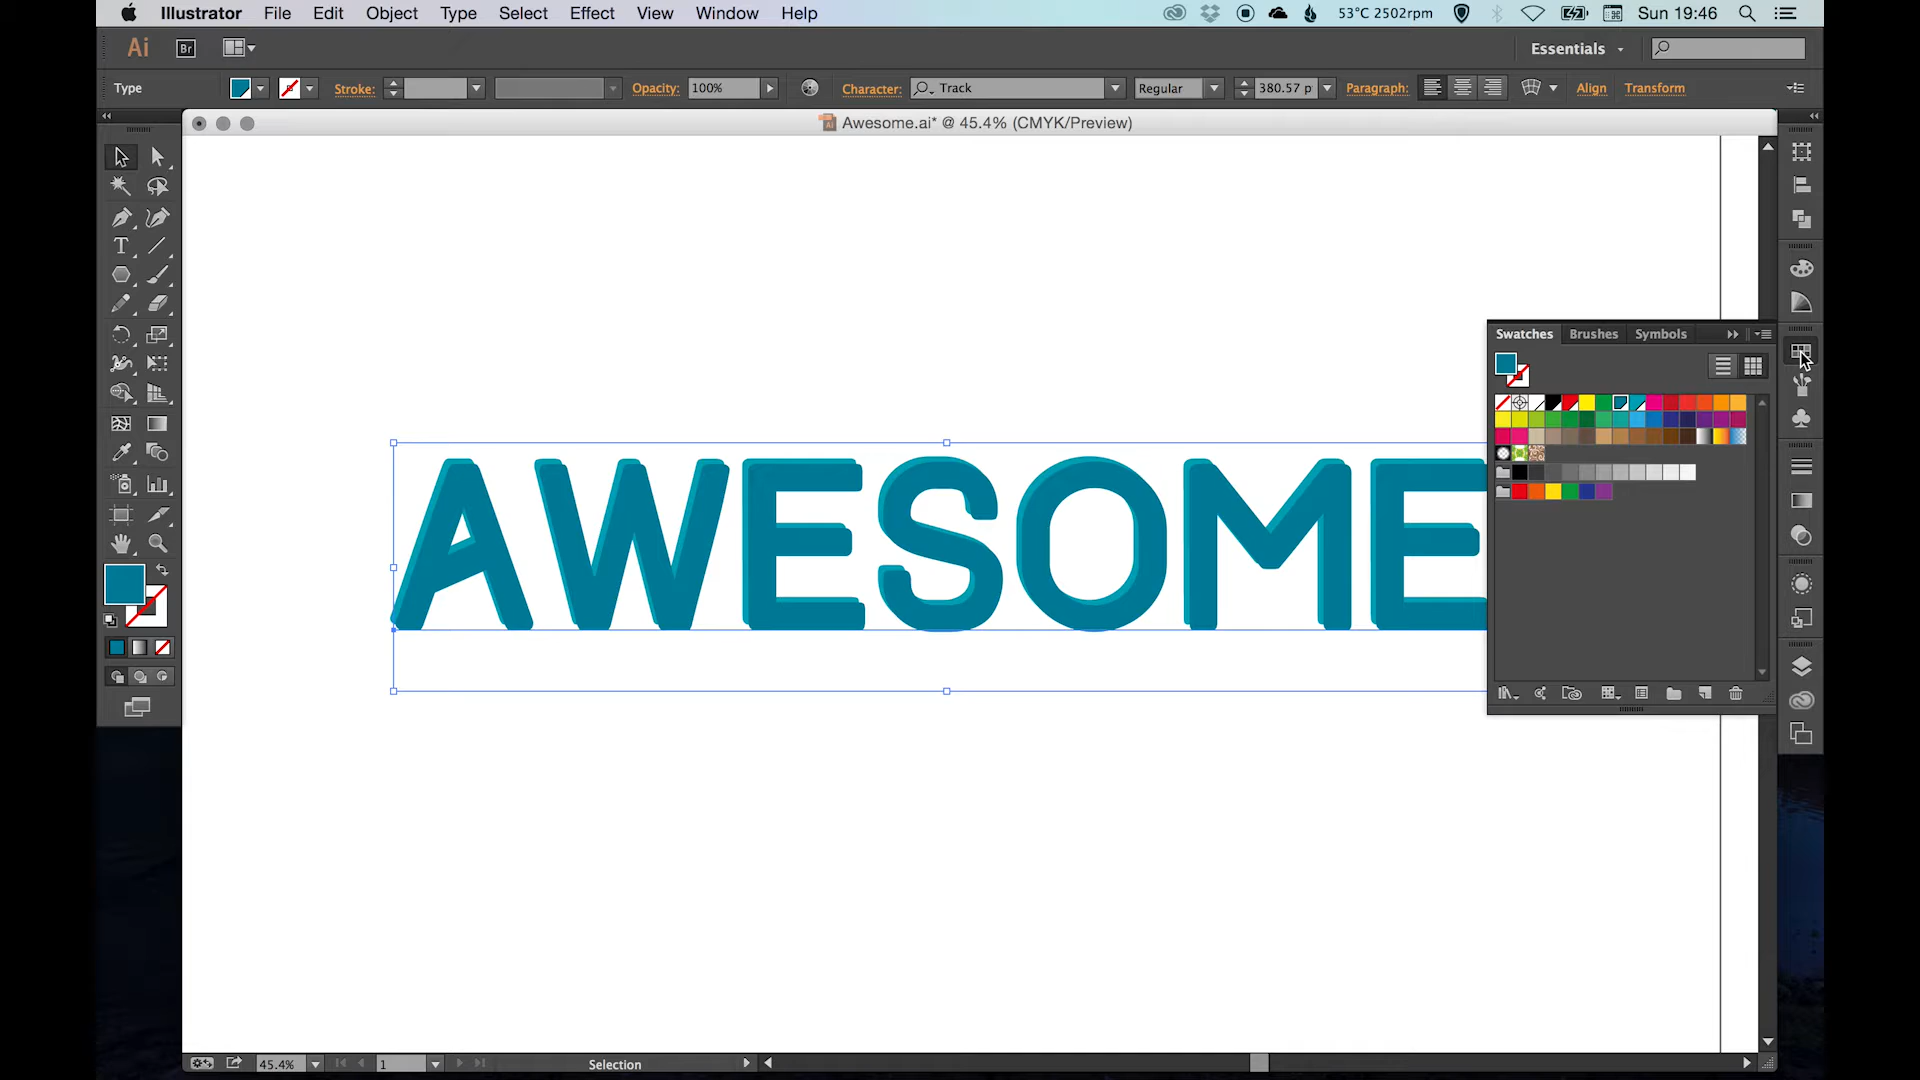 Illustrator File Edit Object Type Select Effect View Window Help 53°C 2502rpm Sun 19:46
Ai Br Essentials
Type Stroke: Opacity: 100% Character: Track Regular 380.57 p Paragraph: Align Transform
Awesome.ai* @ 45.4% (CMYK/Preview)
Swatches Brushes Symbols
AWESOME
45.4% 1 Selection